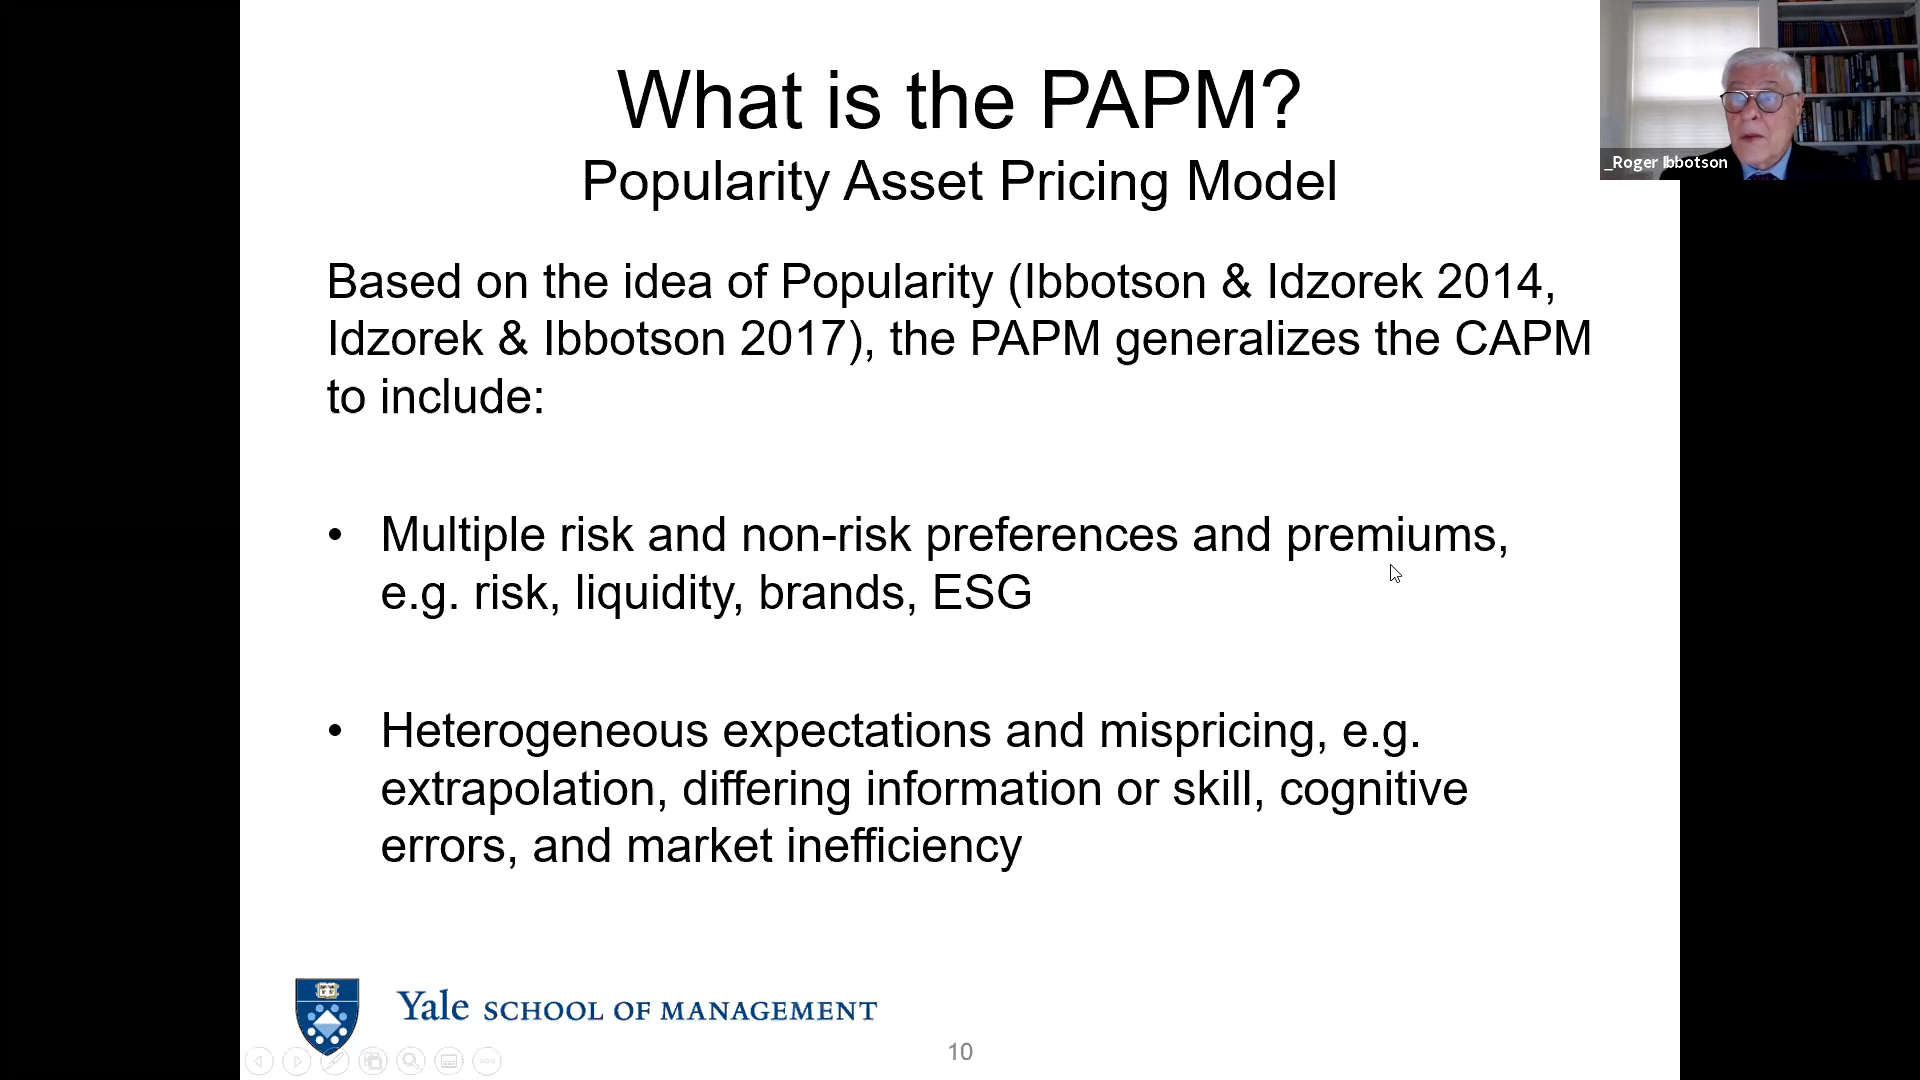 What is the PAPM?
Popularity Asset Pricing Model
_Roger Ibbotson
Based on the idea of Popularity (Ibbotson & Idzorek 2014,
Idzorek & Ibbotson 2017), the PAPM generalizes the CAPM
to include:
• Multiple risk and non-risk preferences and premiums,
e.g. risk, liquidity, brands, ESG
• Heterogeneous expectations and mispricing, e.g.
extrapolation, differing information or skill, cognitive
errors, and market inefficiency
Yale SCHOOL OF MANAGEMENT
10